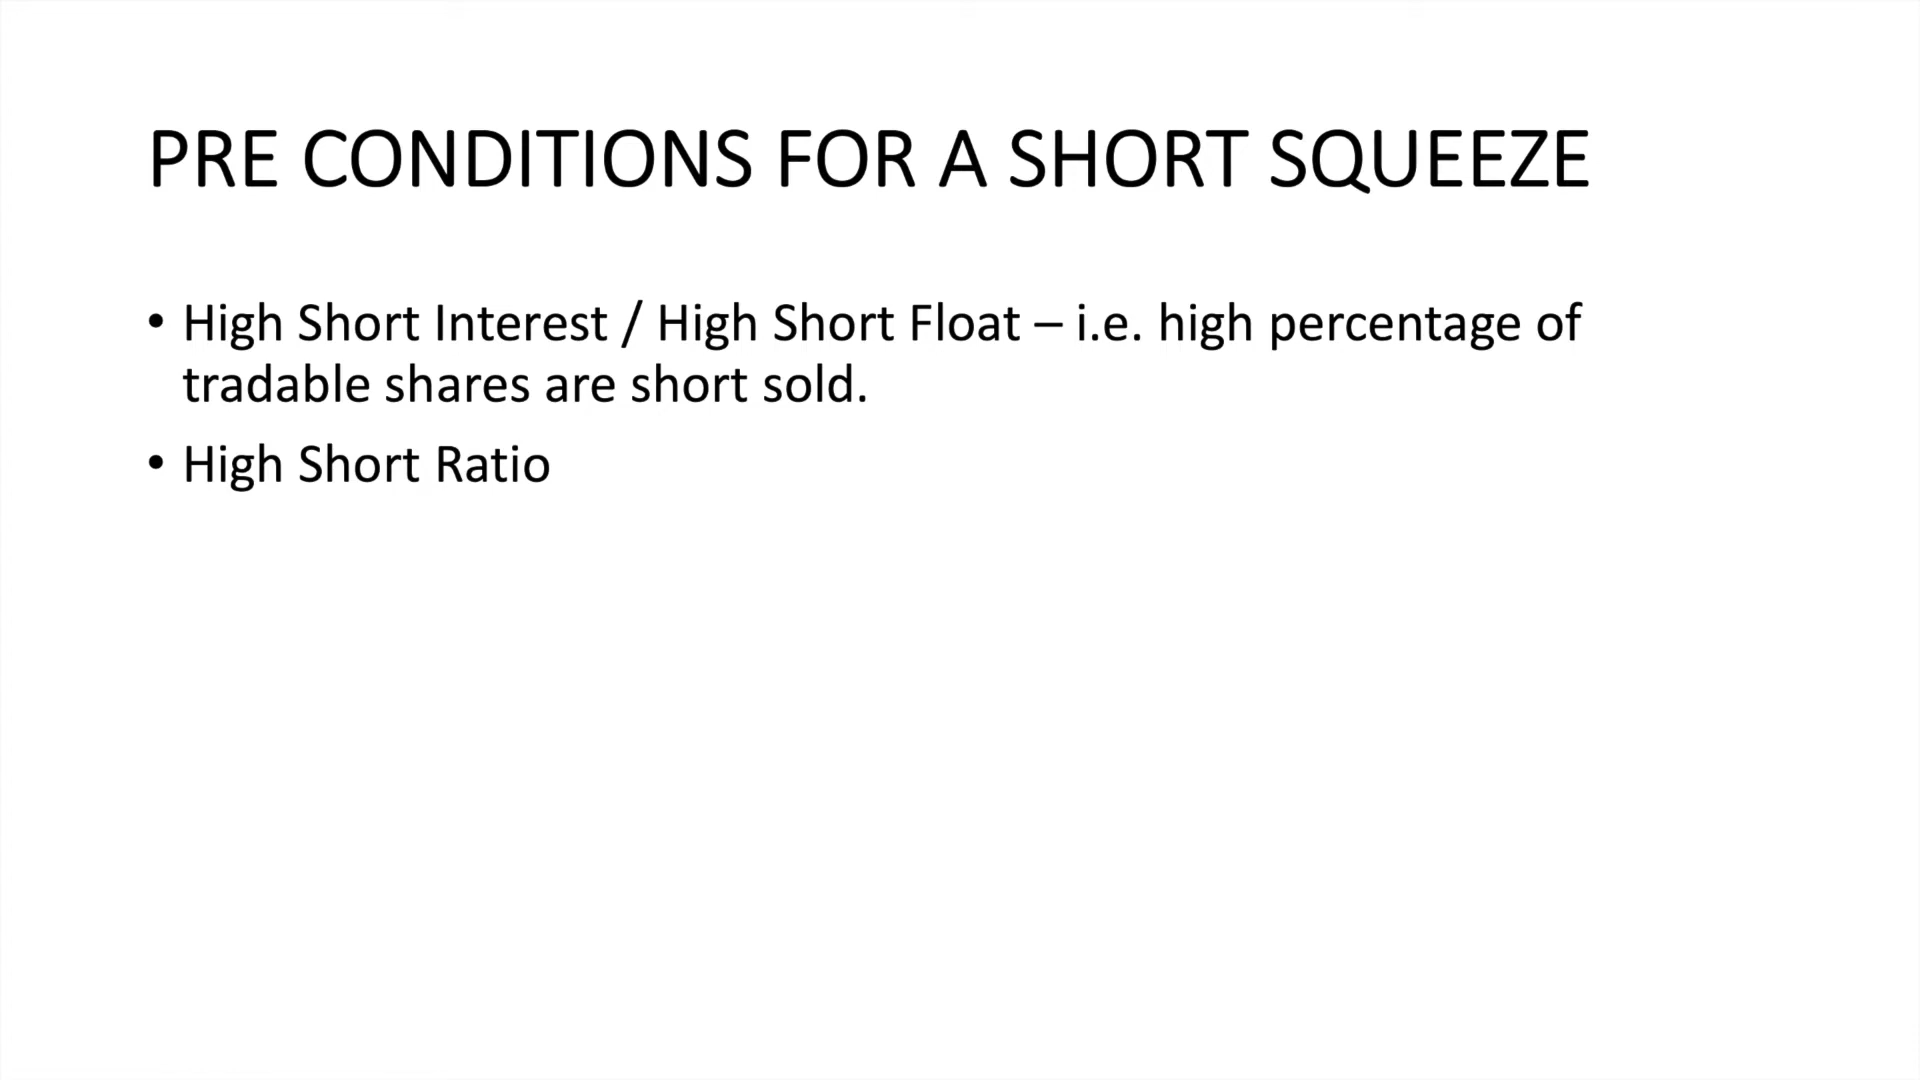 PRE CONDITIONS FOR A SHORT SQUEEZE
• High Short Interest / High Short Float – i.e. high percentage of
tradable shares are short sold.
• High Short Ratio